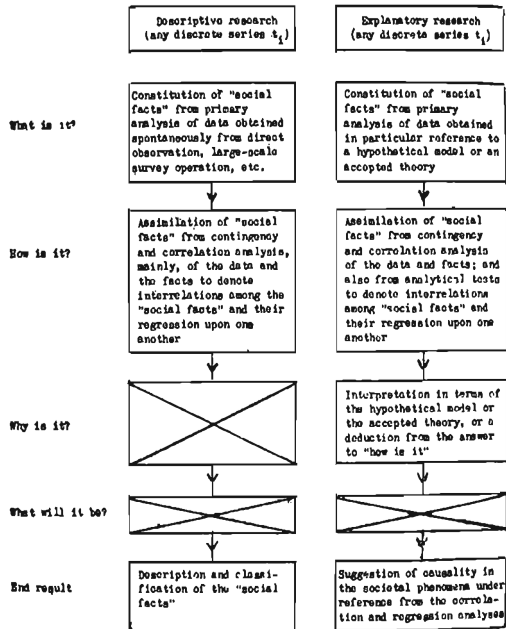 Descriptive research
(any discrete series t_i)
Explanatory research
(any discrete series t_i)
What is it?
Constitution of "social
facts" from primary
analysis of data obtained
spontaneously from direct
observation, large-scale
survey operation, etc.
Constitution of "social
facts" from primary
analysis of data obtained
in particular reference to
a hypothetical model or an
accepted theory
How is it?
Assimilation of "social
facts" from contingency
and correlation analysis,
mainly, of the data and
the facts to denote
interrelations among the
"social facts" and their
regression upon one
another
Assimilation of "social
facts" from contingency
and correlation analysis
of the data and facts; and
also from analytical tests
to denote interrelations
among "social facts" and
their regression upon one
another
Why is it?
Interpretation in terms of
the hypothetical model or
the accepted theory, or a
deduction from the answer
to "how is it"
What will it be?
End result
Description and classi-
fication of the "social
facts"
Suggestion of causality in
the societal phenomena under
reference from the correla-
tion and regression analyses